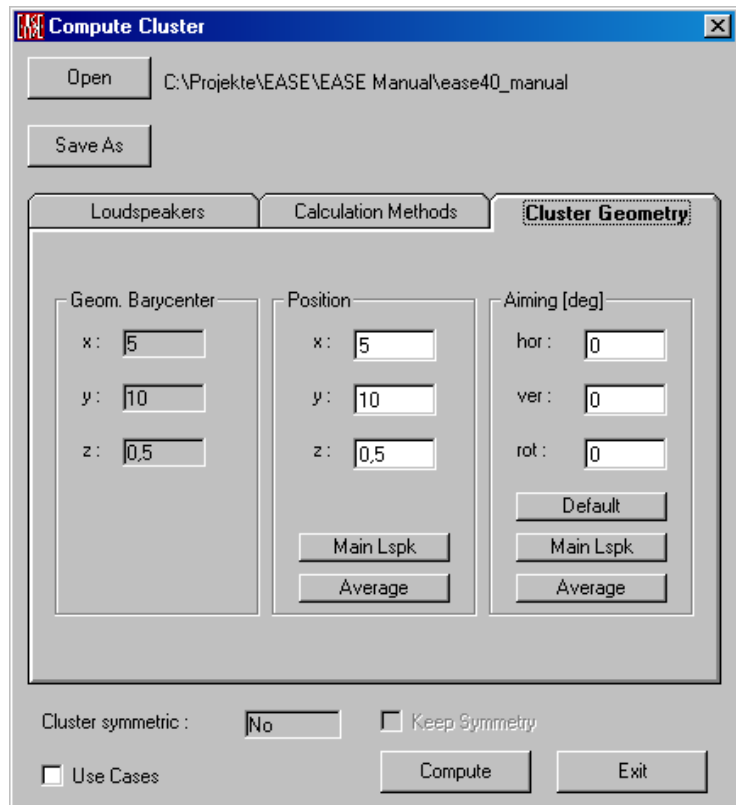 Compute Cluster
Open
C:\Projekte\EASE\EASE Manual\ease40_manual
Save As
Loudspeakers
Calculation Methods
Cluster Geometry
Geom. Barycenter
x : 5
y : 10
z : 0,5
Position
x : 5
y : 10
z : 0,5
Main Lspk
Average
Aiming [deg]
hor : 0
ver : 0
rot : 0
Default
Main Lspk
Average
Cluster symmetric : No
Keep Symmetry
Use Cases
Compute
Exit